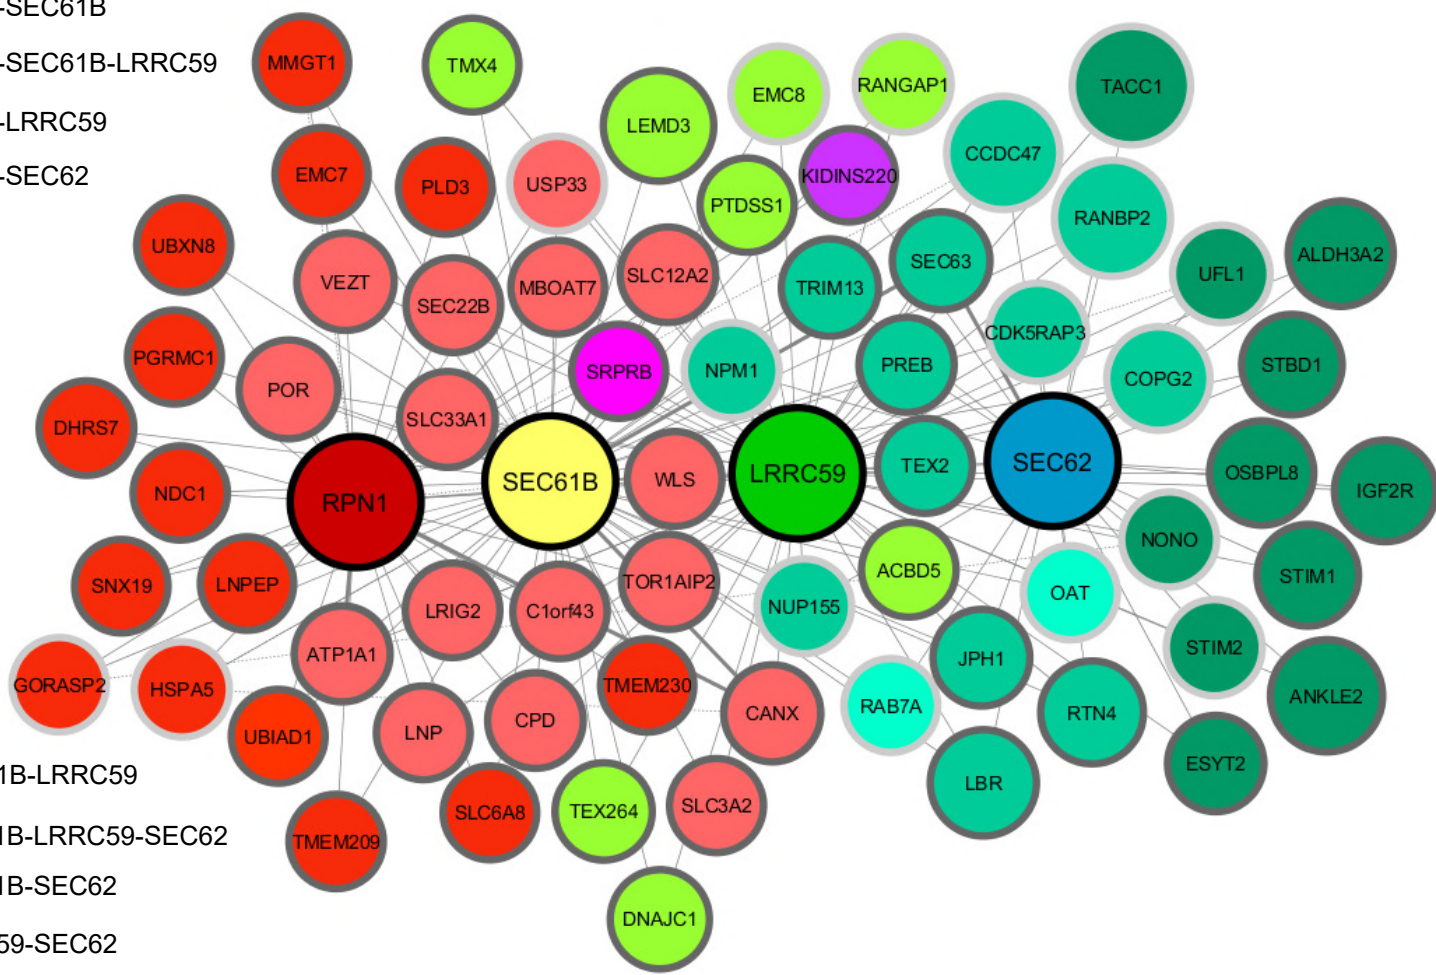 -SEC61B
MMGT1
TMX4
-SEC61B-LRRC59
EMC8
RANGAP1
TACC1
-LRRC59
LEMD3
CCDC47
-SEC62
EMC7
PLD3
USP33
PTDSS1
KIDINS220
RANBP2
UBXN8
VEZT
SEC22B
MBOAT7
SLC12A2
TRIM13
SEC63
UFL1
ALDH3A2
PGRMC1
POR
SRPRB
NPM1
PREB
CDK5RAP3
COPG2
STBD1
DHRS7
SLC33A1
NDC1
RPN1
SEC61B
WLS
LRRC59
TEX2
SEC62
OSBPL8
IGF2R
SNX19
LNPEP
LRIG2
C1orf43
TOR1AIP2
NUP155
ACBD5
OAT
NONO
STIM1
GORASP2
HSPA5
ATP1A1
TMEM230
CANX
RAB7A
JPH1
RTN4
STIM2
ANKLE2
UBIAD1
LNP
CPD
1B-LRRC59
SLC6A8
TEX264
SLC3A2
LBR
ESYT2
1B-LRRC59-SEC62
TMEM209
1B-SEC62
DNAJC1
59-SEC62